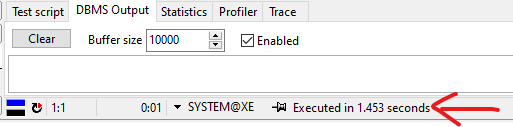 Test script DBMS Output Statistics Profiler Trace
Clear Buffer size 10000 Enabled
1:1 0:01 SYSTEM@XE Executed in 1.453 seconds